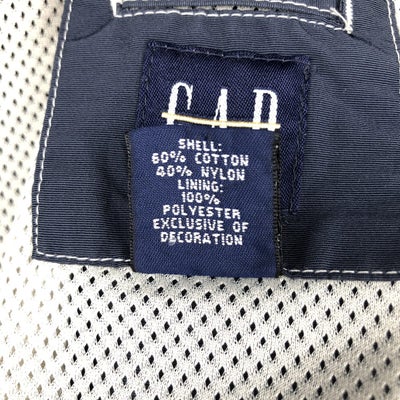 GAP
SHELL:
60% COTTON
40% NYLON
LINING:
100%
POLYESTER
EXCLUSIVE OF
DECORATION